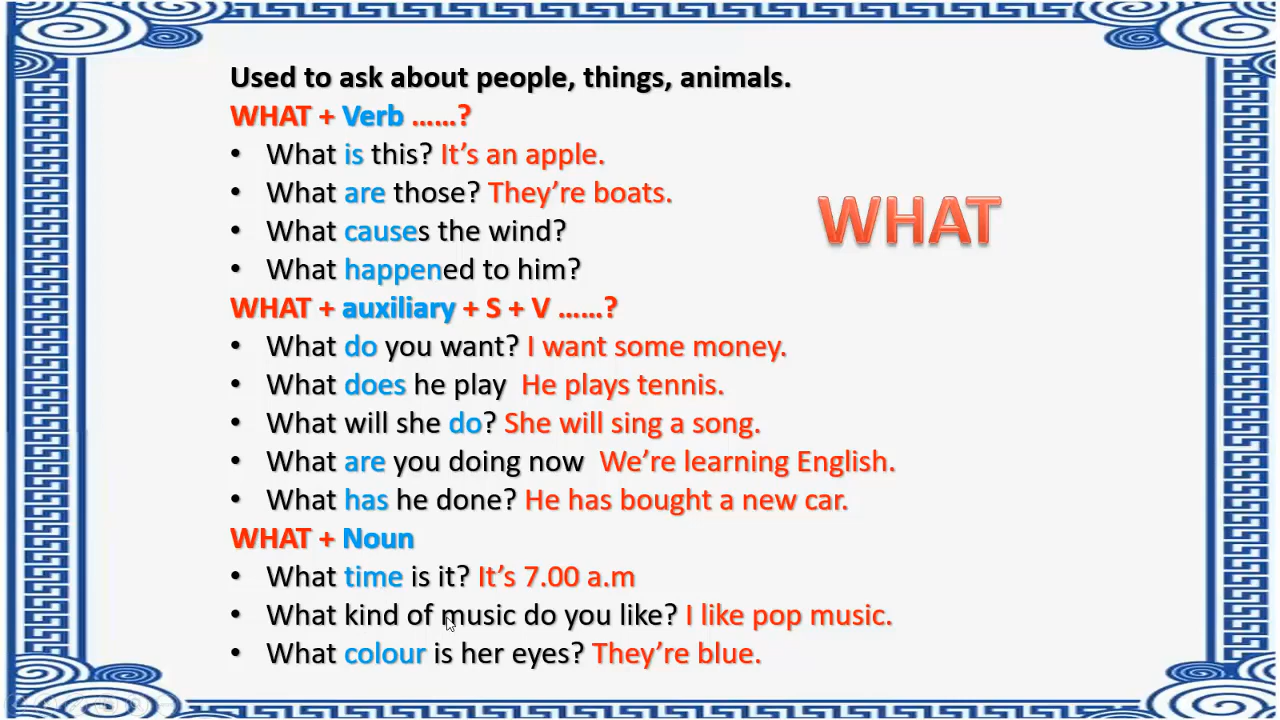 Used to ask about people, things, animals.
WHAT + Verb ......?
• What is this? It's an apple.
• What are those? They're boats.
• What causes the wind?
• What happened to him?
WHAT
WHAT + auxiliary + S + V ......?
• What do you want? I want some money.
• What does he play He plays tennis.
• What will she do? She will sing a song.
• What are you doing now We're learning English.
• What has he done? He has bought a new car.
WHAT + Noun
• What time is it? It's 7.00 a.m
• What kind of music do you like? I like pop music.
• What colour is her eyes? They're blue.